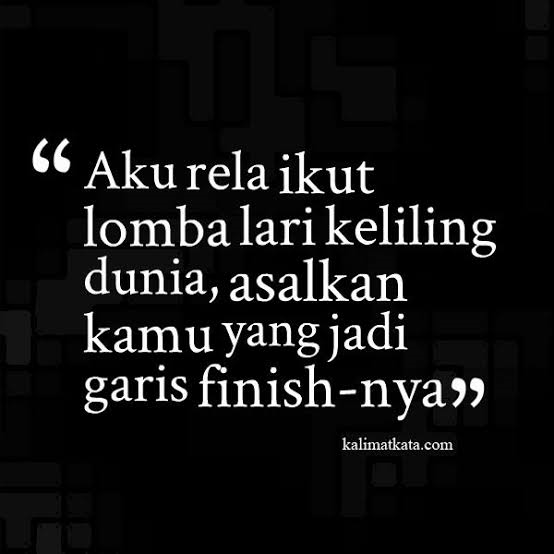 “Aku rela ikut
lomba lari keliling
dunia, asalkan
kamu yang jadi
garis finish-nya”
kalimatkata.com